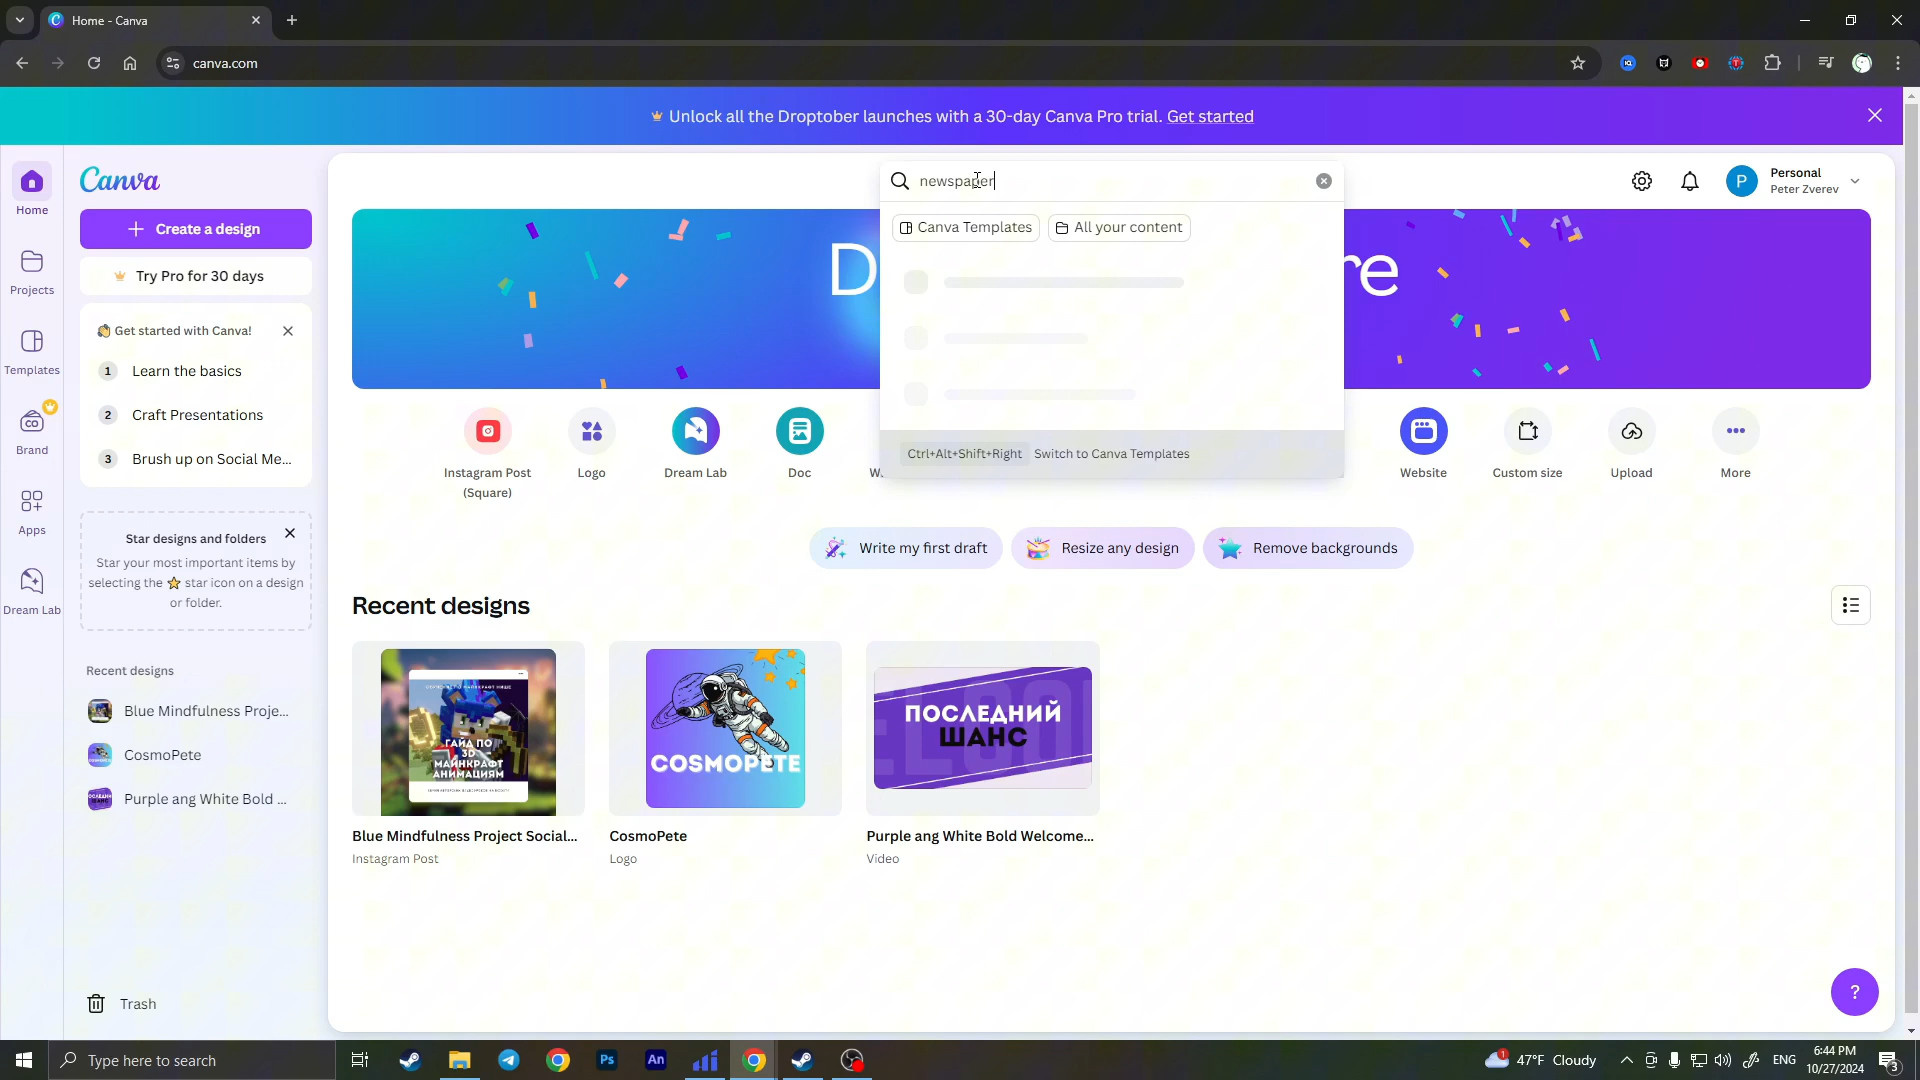 Home - Canva
canva.com
Unlock all the Droptober launches with a 30-day Canva Pro trial. Get started
Home
Projects
Templates
Brand
Apps
Dream Lab
Canva
Create a design
Try Pro for 30 days
Get started with Canva!
1 Learn the basics
2 Craft Presentations
3 Brush up on Social Me...
Star designs and folders
Star your most important items by
selecting the ⭐ star icon on a design
or folder.
Recent designs
Blue Mindfulness Proje...
CosmoPete
Purple ang White Bold ...
Trash
newspaper
Canva Templates
All your content
Ctrl+Alt+Shift+Right Switch to Canva Templates
Personal
P
Peter Zverev
D
re
Instagram Post
(Square)
Logo
Dream Lab
Doc
W
Website
Custom size
Upload
More
Write my first draft
Resize any design
Remove backgrounds
Recent designs
ГАЙД ПО
3D
МАЙНКРАФТ
АНИМАЦИЯМ
COSMOPETE
ПОСЛЕДНИЙ
ШАНС
Blue Mindfulness Project Social...
Instagram Post
CosmoPete
Logo
Purple ang White Bold Welcome...
Video
?
Type here to search
Ps
An
1
47°F Cloudy
ENG
6:44 PM
10/27/2024
3